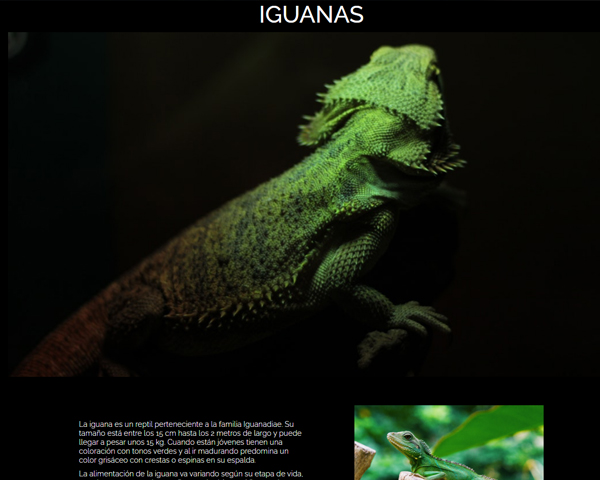 IGUANAS
La iguana es un reptil perteneciente a la familia Iguanadiae. Su
tamaño está entre los 15 cm hasta los 2 metros de largo y puede
llegar a pesar unos 15 kg. Cuando están jóvenes tienen una
coloración con tonos verdes y al ir madurando predomina un
color grisáceo con crestas o espinas en su espalda.
La alimentación de la iguana va variando según su etapa de vida,